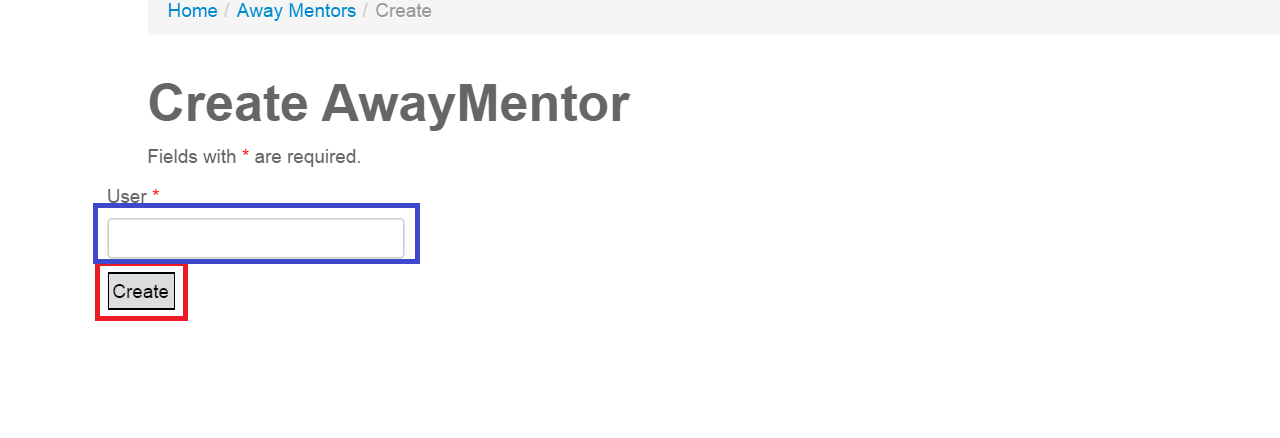 Home / Away Mentors / Create
Create AwayMentor
Fields with * are required.
User *
Create